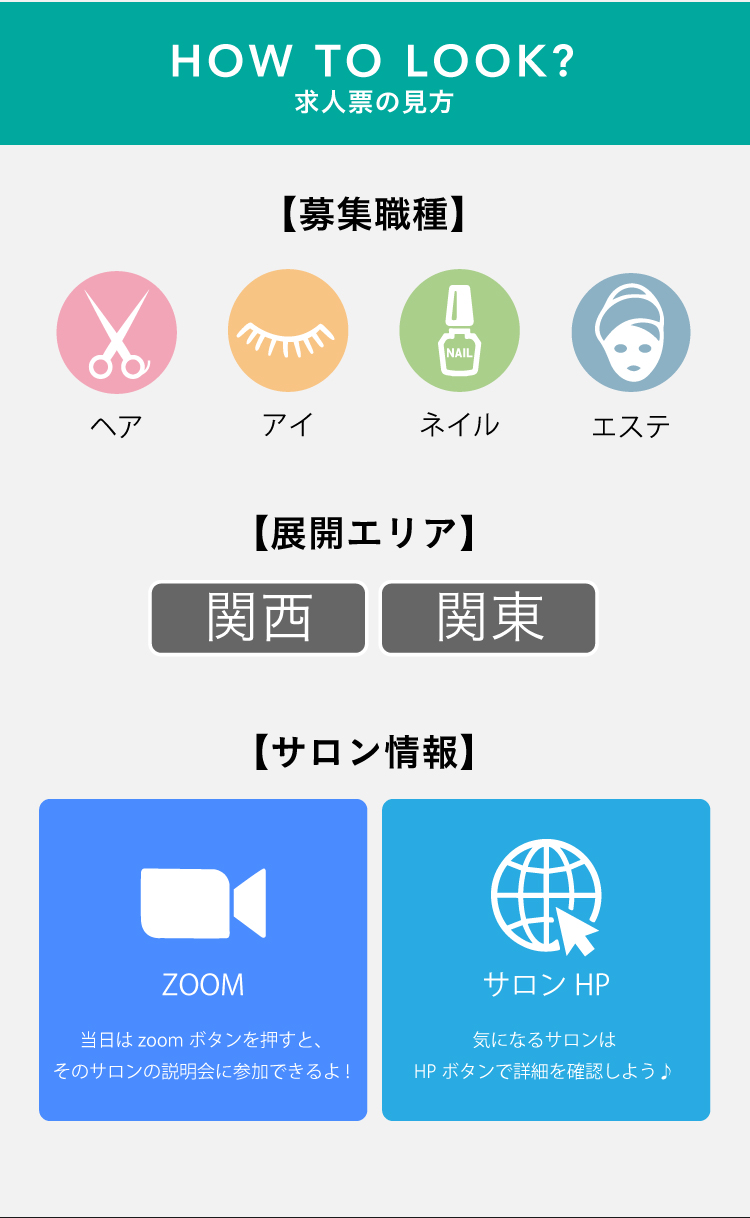 HOW TO LOOK?
求人票の見方
【募集職種】
NAIL
ヘア
アイ
ネイル
エステ
【展開エリア】
関西
関東
【サロン情報】
ZOOM
当日は zoom ボタンを押すと、
そのサロンの説明会に参加できるよ！
サロン HP
気になるサロンは
HP ボタンで詳細を確認しよう♪